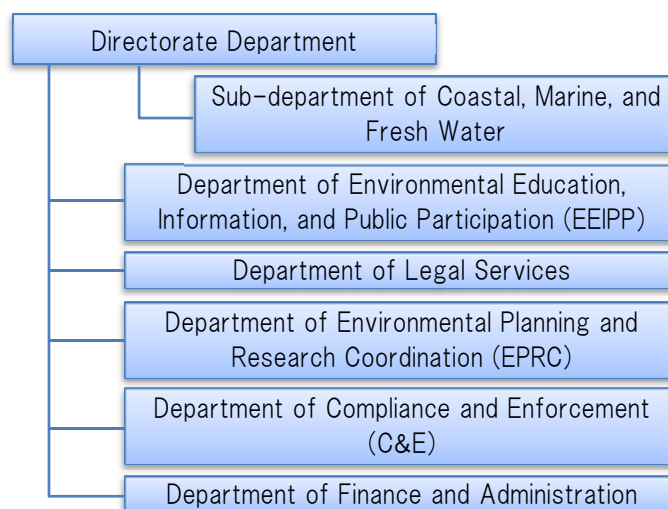 Directorate Department
Sub-department of Coastal, Marine, and
Fresh Water
Department of Environmental Education,
Information, and Public Participation (EEIPP)
Department of Legal Services
Department of Environmental Planning and
Research Coordination (EPRC)
Department of Compliance and Enforcement
(C&E)
Department of Finance and Administration